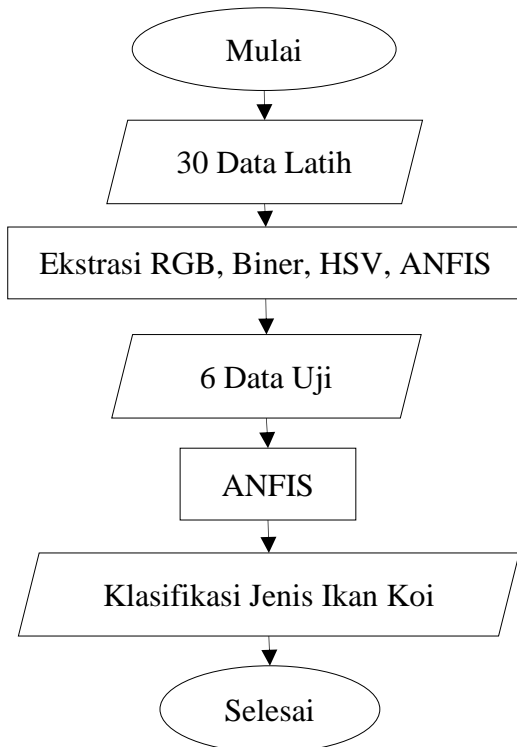 Mulai
30 Data Latih
Ekstrasi RGB, Biner, HSV, ANFIS
6 Data Uji
ANFIS
Klasifikasi Jenis Ikan Koi
Selesai